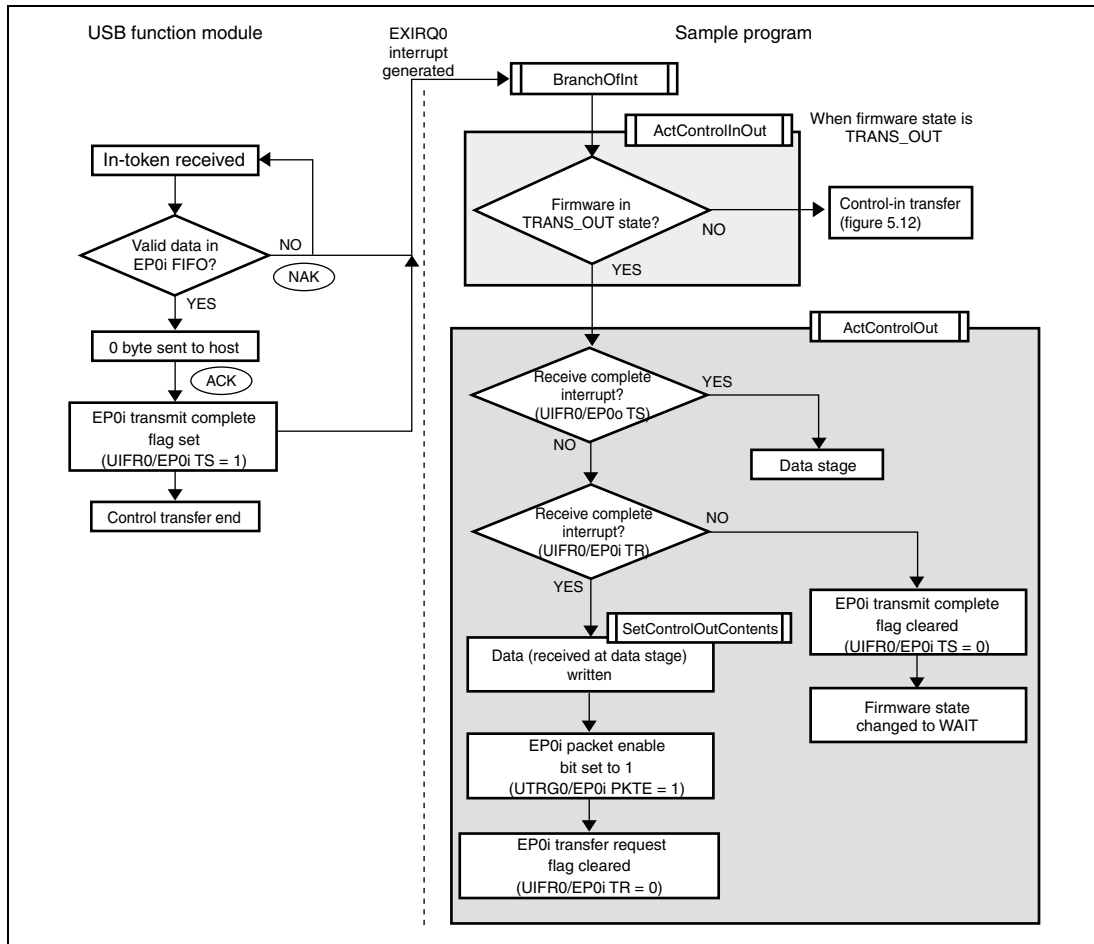 USB function module
EXIRQ0
interrupt
generated
Sample program
BranchOfInt
ActControlInOut
When firmware state is
TRANS_OUT
In-token received
Firmware in
TRANS_OUT state?
NO
YES
Control-in transfer
(figure 5.12)
Valid data in
EP0i FIFO?
NO
NAK
YES
0 byte sent to host
ACK
EP0i transmit complete
flag set
(UIFR0/EP0i TS = 1)
Control transfer end
ActControlOut
Receive complete
interrupt?
(UIFR0/EP0o TS)
YES
NO
Data stage
Receive complete
interrupt?
(UIFR0/EP0i TR)
NO
YES
EP0i transmit complete
flag cleared
(UIFR0/EP0i TS = 0)
Firmware state
changed to WAIT
SetControlOutContents
Data (received at data stage)
written
EP0i packet enable
bit set to 1
(UTRG0/EP0i PKTE = 1)
EP0i transfer request
flag cleared
(UIFR0/EP0i TR = 0)